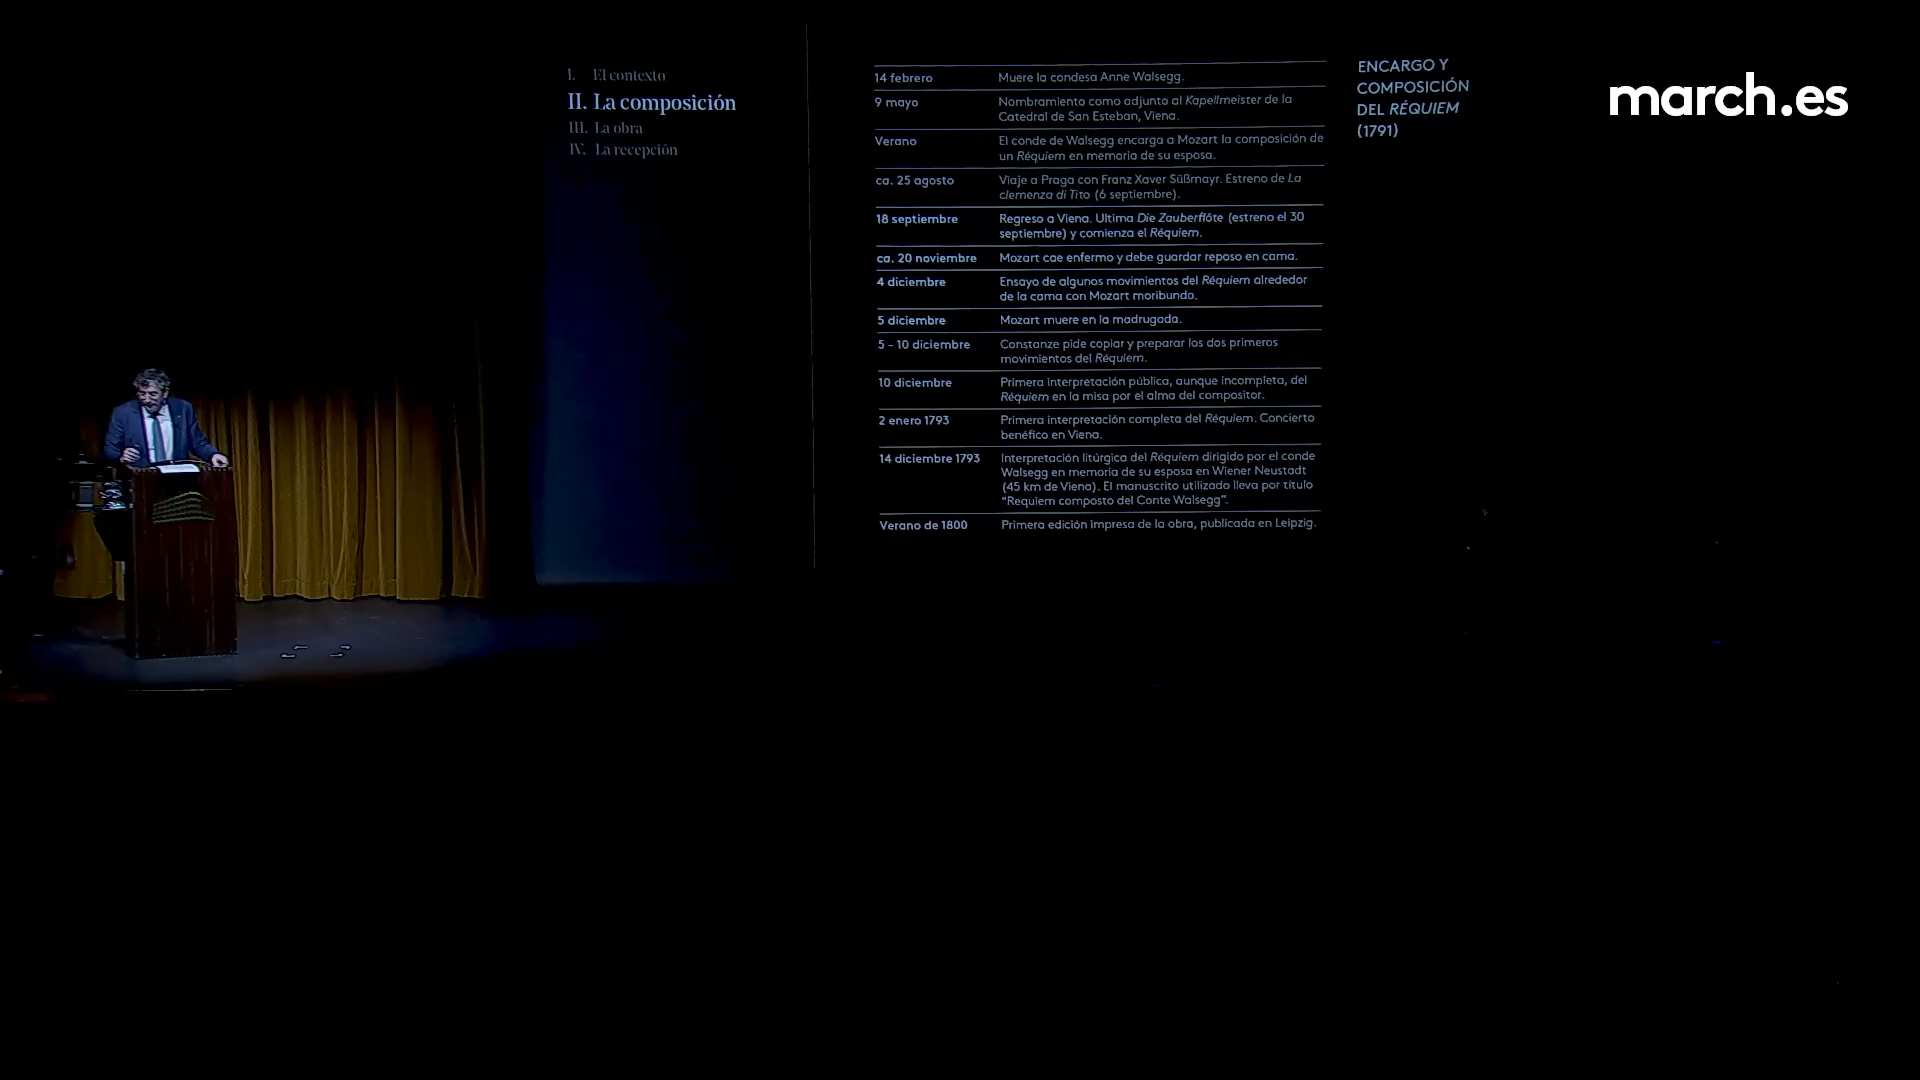 I. El contexto
II. La composición
III. La obra
IV. La recepción
14 febrero Muere la condesa Anne Walsegg.
9 mayo Nombramiento como adjunto al Kapellmeister de la
Catedral de San Esteban, Viena.
Verano El conde de Walsegg encarga a Mozart la composición de
un Réquiem en memoria de su esposa.
ca. 25 agosto Viaje a Praga con Franz Xaver Süßmayr. Estreno de La
clemenza di Tito (6 septiembre).
18 septiembre Regreso a Viena. Ultima Die Zauberflöte (estreno el 30
septiembre) y comienza el Réquiem.
ca. 20 noviembre Mozart cae enfermo y debe guardar reposo en cama.
4 diciembre Ensayo de algunos movimientos del Réquiem alrededor
de la cama con Mozart moribundo.
5 diciembre Mozart muere en la madrugada.
5 - 10 diciembre Constanze pide copiar y preparar los dos primeros
movimientos del Réquiem.
10 diciembre Primera interpretación pública, aunque incompleta, del
Réquiem en la misa por el alma del compositor.
2 enero 1793 Primera interpretación completa del Réquiem. Concierto
benéfico en Viena.
14 diciembre 1793 Interpretación litúrgica del Réquiem dirigido por el conde
Walsegg en memoria de su esposa en Wiener Neustadt
(45 km de Viena). El manuscrito utilizado lleva por título
“Requiem composto del Conte Walsegg”.
Verano de 1800 Primera edición impresa de la obra, publicada en Leipzig.
ENCARGO Y
COMPOSICIÓN
DEL RÉQUIEM
(1791)
march.es